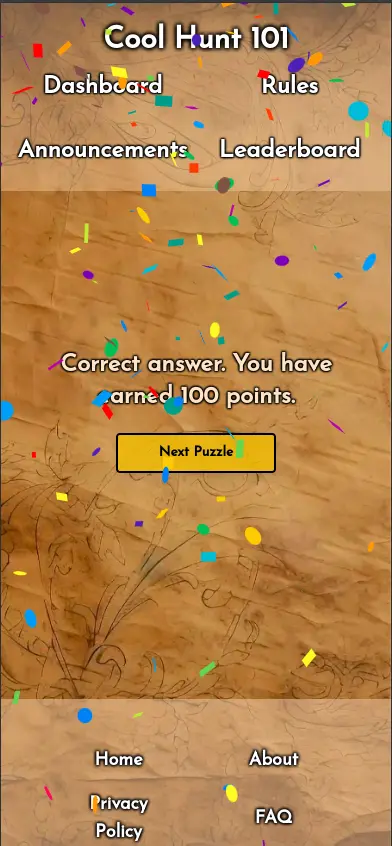 Cool Hunt 101
Dashboard Rules
Announcements Leaderboard
Correct answer. You have
earned 100 points.
Next Puzzle
Home About
Privacy
Policy
FAQ